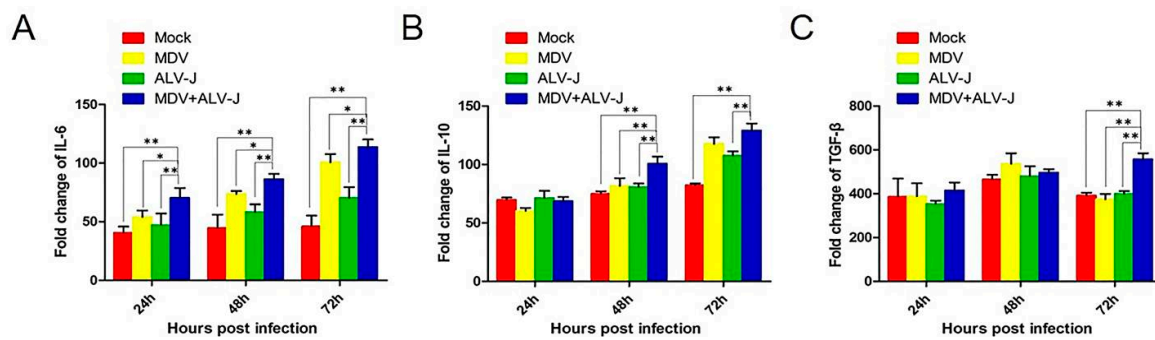 A
Mock
MDV
ALV-J
MDV+ALV-J
Fold change of IL-6
150
100
50
0
**
*
**
**
*
**
**
*
**
24h
48h
72h
Hours post infection
B
Mock
MDV
ALV-J
MDV+ALV-J
Fold change of IL-10
150
100
50
0
**
**
**
**
**
24h
48h
72h
Hours post infection
C
Mock
MDV
ALV-J
MDV+ALV-J
Fold change of TGF-β
800
600
400
200
0
**
**
**
24h
48h
72h
Hours post infection